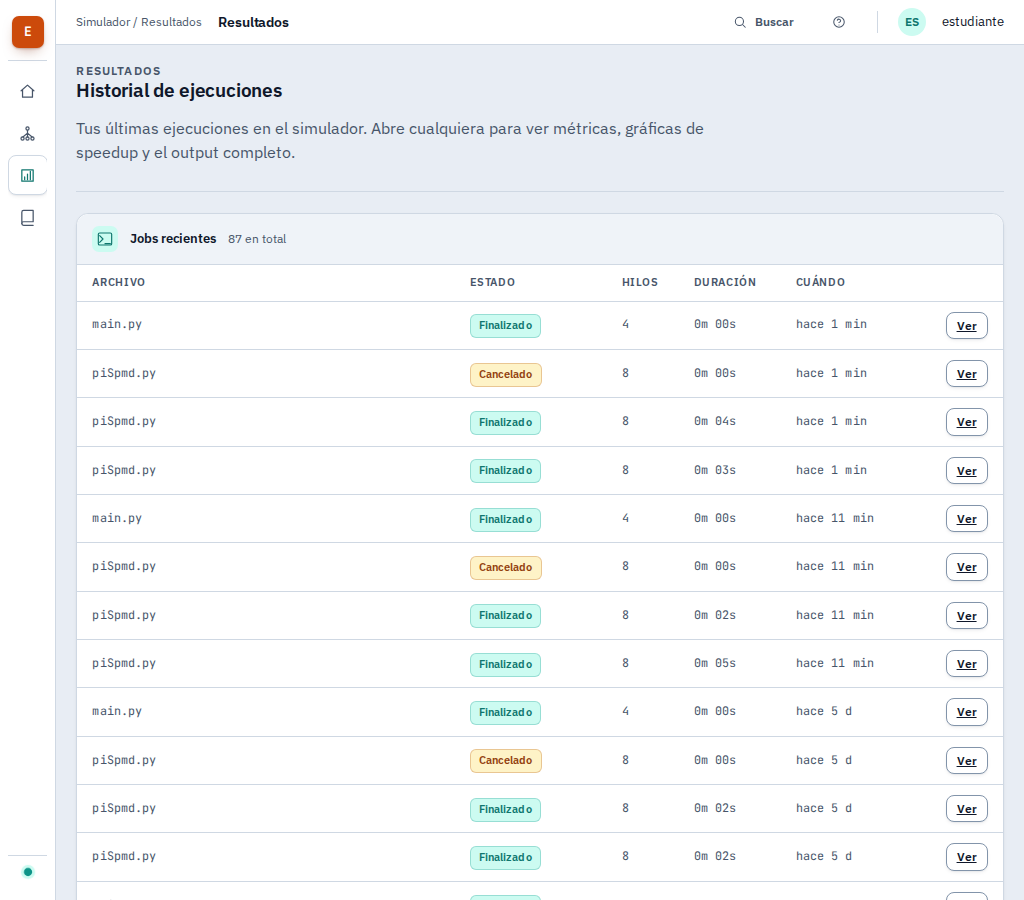 E
Simulador / Resultados Resultados
Buscar
ES estudiante
RESULTADOS
Historial de ejecuciones
Tus últimas ejecuciones en el simulador. Abre cualquiera para ver métricas, gráficas de
speedup y el output completo.
Jobs recientes 87 en total
ARCHIVO ESTADO HILOS DURACIÓN CUÁNDO
main.py Finalizado 4 0m 00s hace 1 min Ver
piSpmd.py Cancelado 8 0m 00s hace 1 min Ver
piSpmd.py Finalizado 8 0m 04s hace 1 min Ver
piSpmd.py Finalizado 8 0m 03s hace 1 min Ver
main.py Finalizado 4 0m 00s hace 11 min Ver
piSpmd.py Cancelado 8 0m 00s hace 11 min Ver
piSpmd.py Finalizado 8 0m 02s hace 11 min Ver
piSpmd.py Finalizado 8 0m 05s hace 11 min Ver
main.py Finalizado 4 0m 00s hace 5 d Ver
piSpmd.py Cancelado 8 0m 00s hace 5 d Ver
piSpmd.py Finalizado 8 0m 02s hace 5 d Ver
piSpmd.py Finalizado 8 0m 02s hace 5 d Ver